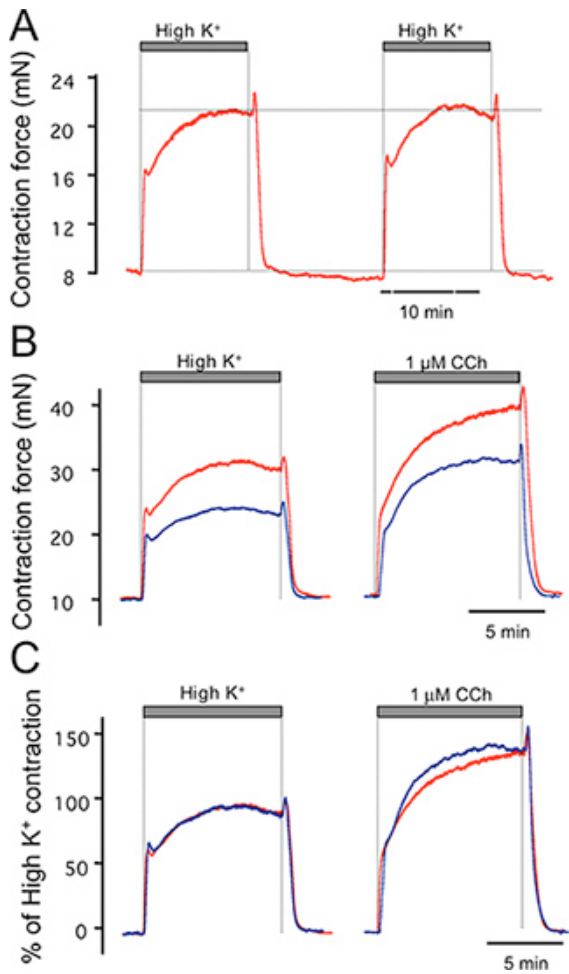 A
High K⁺ High K⁺
Contraction force (mN)
24
20
16
12
8
10 min
B
High K⁺ 1 µM CCh
Contraction force (mN)
40
30
20
10
5 min
C
High K⁺ 1 µM CCh
% of High K⁺ contraction
150
100
50
0
5 min